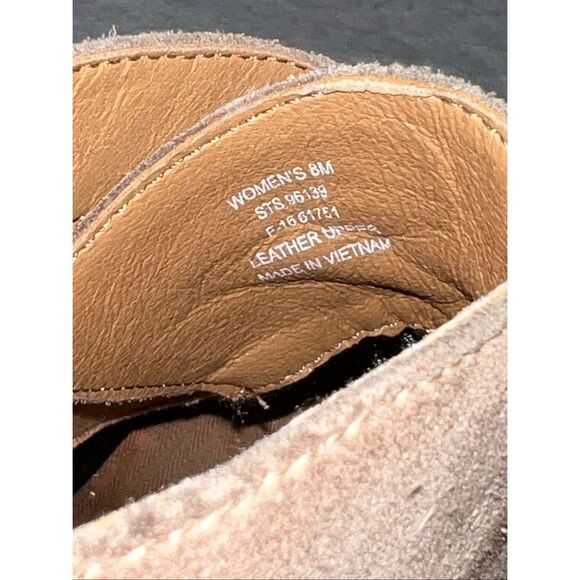 WOMEN'S 8M
STS 96139
F-16 61751
LEATHER UPPER
MADE IN VIETNAM